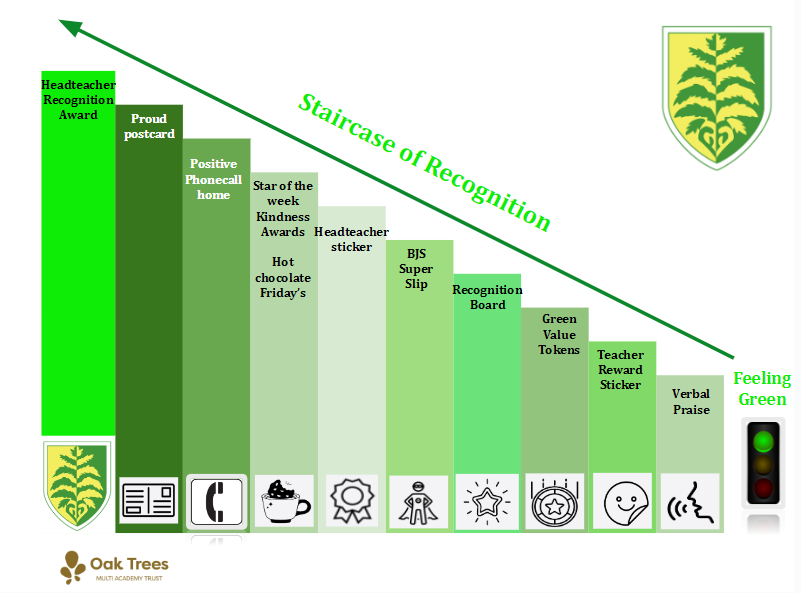 Headteacher
Recognition
Award
Proud
postcard
Positive
Phonecall
home
Star of the
week
Kindness
Awards
Hot
chocolate
Friday's
Headteacher
sticker
BJS
Super
Slip
Recognition
Board
Green
Value
Tokens
Teacher
Reward
Sticker
Verbal
Praise
Staircase of Recognition
Feeling
Green
Oak Trees
MULTI ACADEMY TRUST